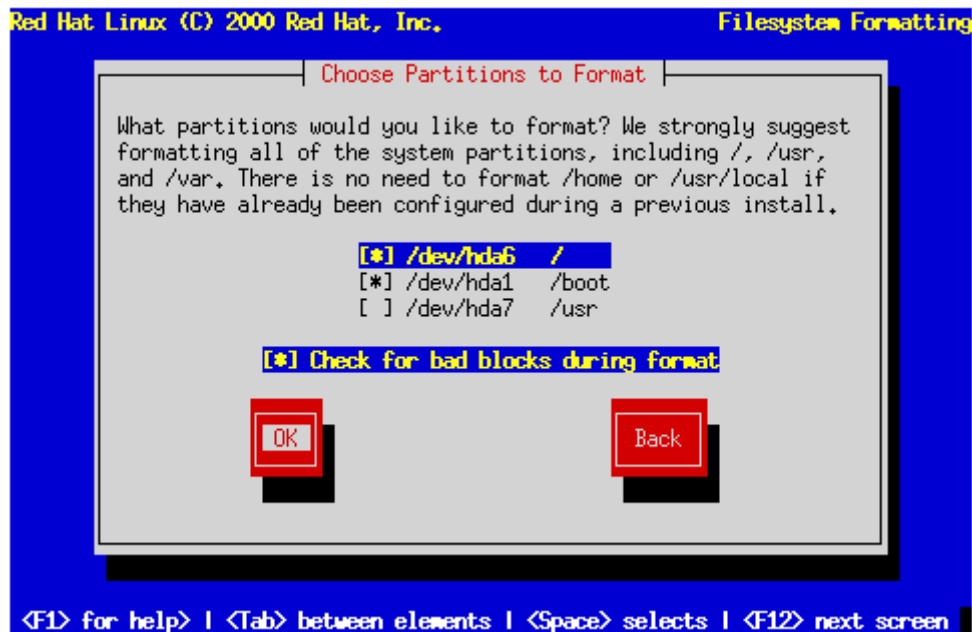 Red Hat Linux (C) 2000 Red Hat, Inc. Filesystem Formatting
Choose Partitions to Format
What partitions would you like to format? We strongly suggest
formatting all of the system partitions, including /, /usr,
and /var. There is no need to format /home or /usr/local if
they have already been configured during a previous install.
[*] /dev/hda6 /
[*] /dev/hda1 /boot
[ ] /dev/hda7 /usr
[*] Check for bad blocks during format
OK Back
<F1> for help> | <Tab> between elements | <Space> selects | <F12> next screen